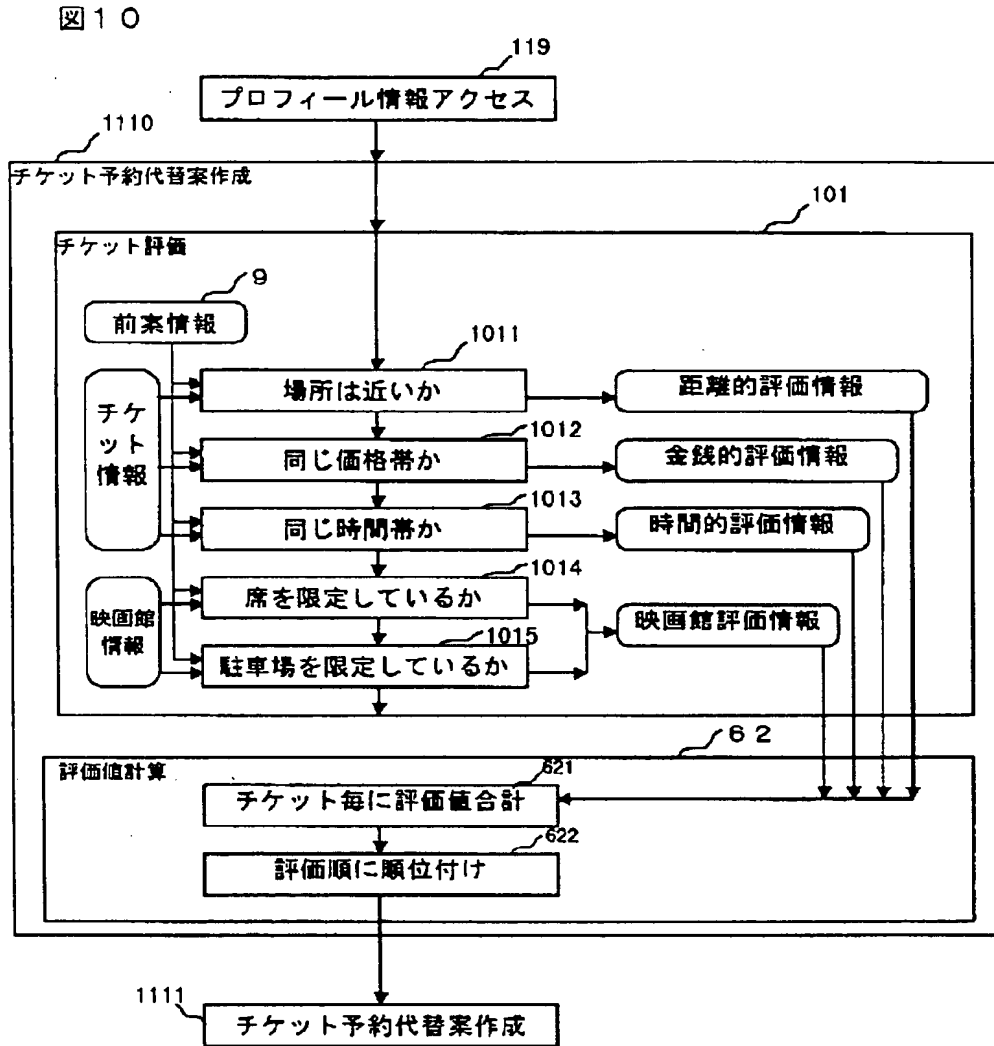 図10
119
プロフィール情報アクセス
1110
チケット予約代替案作成
101
チケット評価
9
前案情報
1011
場所は近いか
距離的評価情報
チケ
ット
情報
1012
同じ価格帯か
金銭的評価情報
1013
同じ時間帯か
時間的評価情報
1014
席を限定しているか
映画館
情報
映画館評価情報
1015
駐車場を限定しているか
62
評価値計算
621
チケット毎に評価値合計
622
評価順に順位付け
1111
チケット予約代替案作成